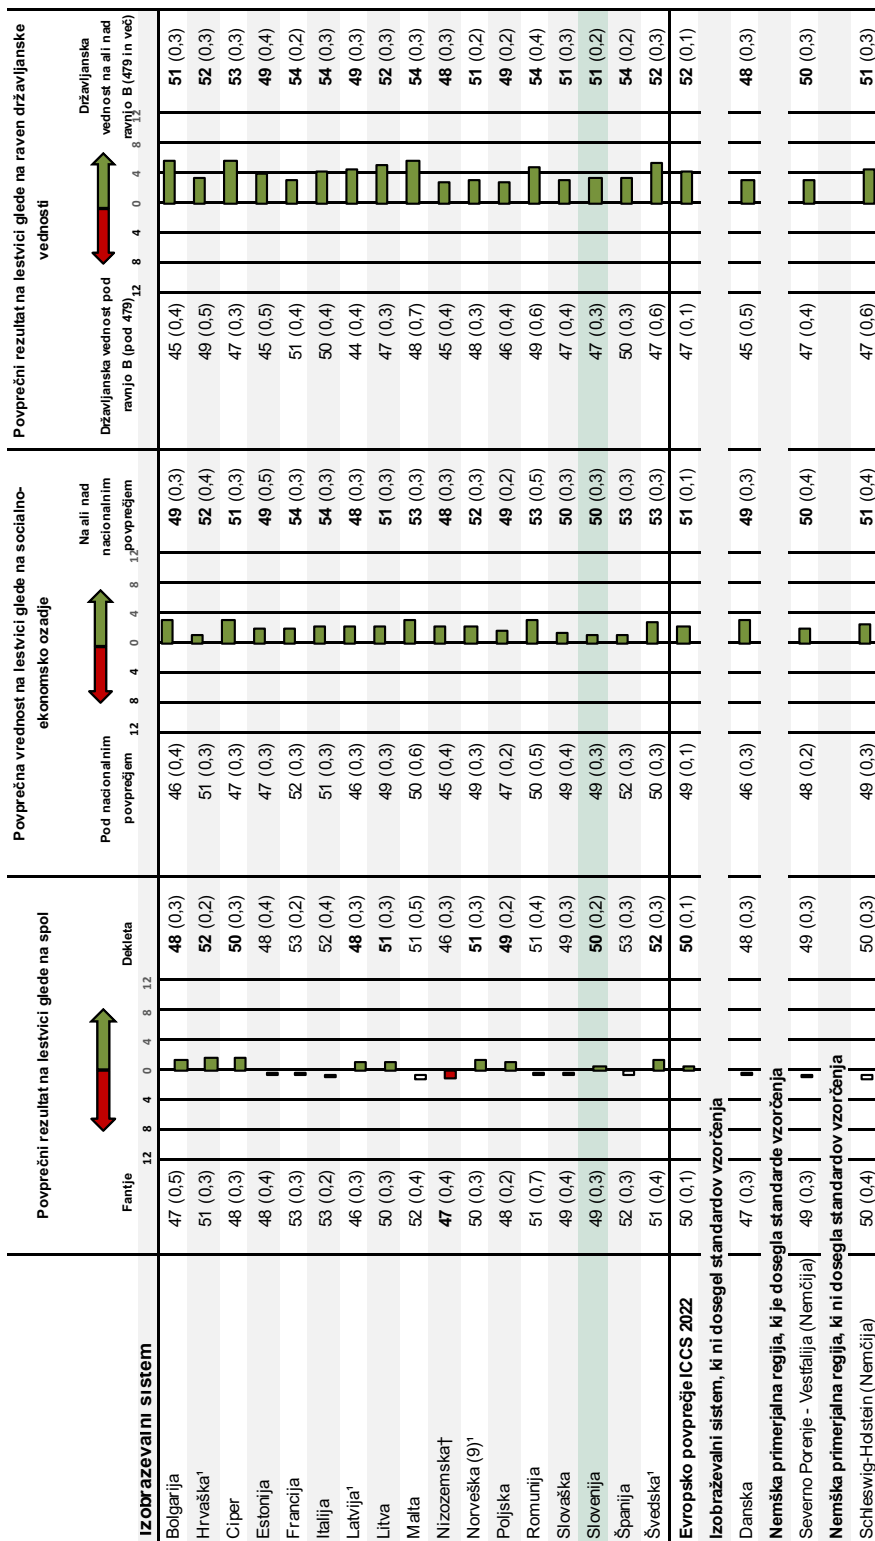 Povprečni rezultat na lestvici glede na spol
Povprečna vrednost na lestvici glede na socialno-
ekonomsko ozadje
Povprečni rezultat na lestvici glede na raven državljanske
vednosti
Izobraževalni sistem
Fantje
12 8 4 0 4 8 12
Dekleta
Pod nacionalnim
povprečjem
12 8 4 0 4 8 12
Na ali nad
nacionalnim
povprečjem
Državljanska vednost pod
ravnjo B (pod 479)
12 8 4 0 4 8 12
Državljanska
vednost na ali nad
ravnjo B (479 in več)
Bolgarija 47 (0,5) 48 (0,3) 46 (0,4) 49 (0,3) 45 (0,4) 51 (0,3)
Hrvaška¹ 51 (0,3) 52 (0,2) 51 (0,3) 52 (0,4) 49 (0,5) 52 (0,3)
Ciper 48 (0,3) 50 (0,3) 47 (0,3) 51 (0,3) 47 (0,3) 53 (0,3)
Estonija 48 (0,4) 48 (0,4) 47 (0,3) 49 (0,5) 45 (0,5) 49 (0,4)
Francija 53 (0,3) 53 (0,2) 52 (0,3) 54 (0,3) 51 (0,4) 54 (0,2)
Italija 53 (0,2) 52 (0,4) 51 (0,3) 54 (0,3) 50 (0,4) 54 (0,3)
Latvija¹ 46 (0,3) 48 (0,3) 46 (0,3) 48 (0,3) 44 (0,4) 49 (0,3)
Litva 50 (0,3) 51 (0,3) 49 (0,3) 51 (0,3) 47 (0,3) 52 (0,3)
Malta 52 (0,4) 51 (0,5) 50 (0,6) 53 (0,3) 48 (0,7) 54 (0,3)
Nizozemska† 47 (0,4) 46 (0,3) 45 (0,4) 48 (0,3) 45 (0,4) 48 (0,3)
Norveška (9)¹ 50 (0,3) 51 (0,3) 49 (0,3) 52 (0,3) 48 (0,3) 51 (0,2)
Poljska 48 (0,2) 49 (0,2) 47 (0,2) 49 (0,2) 46 (0,4) 49 (0,2)
Romunija 51 (0,7) 51 (0,4) 50 (0,5) 53 (0,5) 49 (0,6) 54 (0,4)
Slovaška 49 (0,4) 49 (0,3) 49 (0,4) 50 (0,3) 47 (0,4) 51 (0,3)
Slovenija 49 (0,3) 50 (0,2) 49 (0,3) 50 (0,3) 47 (0,3) 51 (0,2)
Španija 52 (0,3) 53 (0,3) 52 (0,3) 53 (0,3) 50 (0,3) 54 (0,2)
Švedska¹ 51 (0,4) 52 (0,3) 50 (0,3) 53 (0,3) 47 (0,6) 52 (0,3)
Evropsko povprečje ICCS 2022 50 (0,1) 50 (0,1) 49 (0,1) 51 (0,1) 47 (0,1) 52 (0,1)
Izobraževalni sistem, ki ni dosegel standardov vzorčenja
Danska 47 (0,3) 48 (0,3) 46 (0,3) 49 (0,3) 45 (0,5) 48 (0,3)
Nemška primerjalna regija, ki je dosegla standarde vzorčenja
Severno Porenje - Vestfalija (Nemčija) 49 (0,3) 49 (0,3) 48 (0,2) 50 (0,4) 47 (0,4) 50 (0,3)
Nemška primerjalna regija, ki ni dosegla standardov vzorčenja
Schleswig-Holstein (Nemčija) 50 (0,4) 50 (0,3) 49 (0,3) 51 (0,4) 47 (0,6) 51 (0,3)